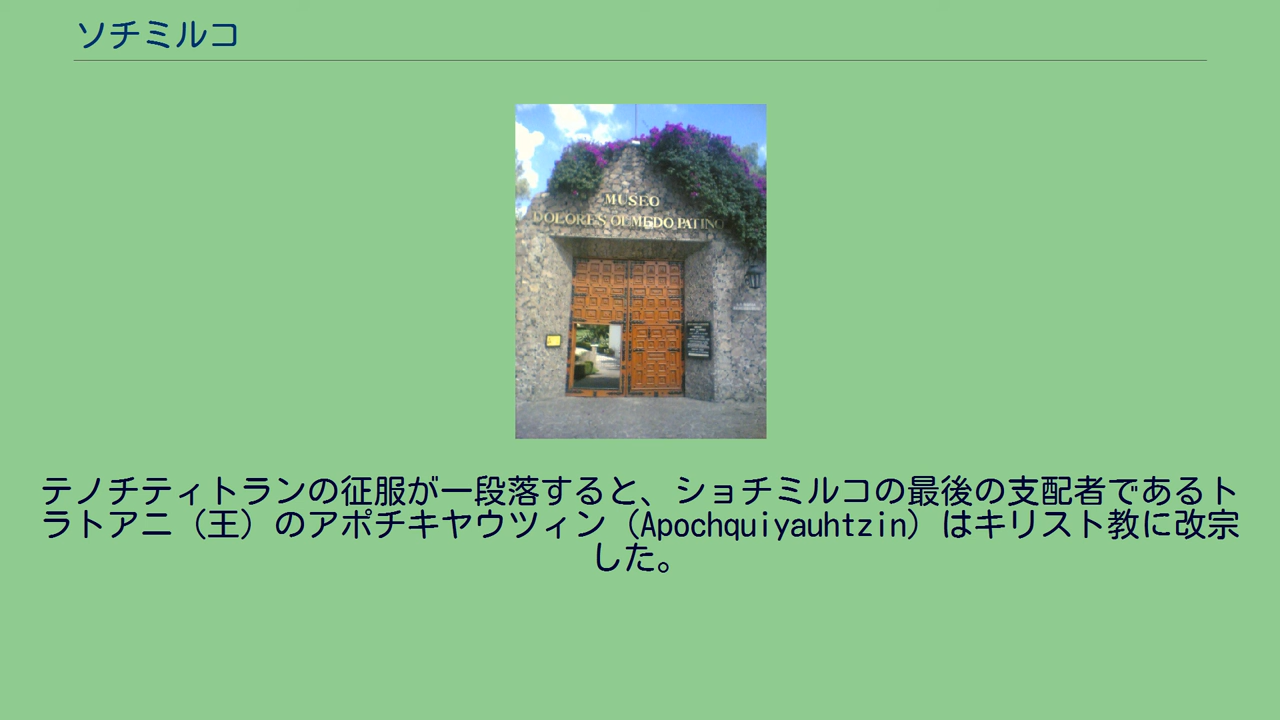 ソチミルコ
MUSEO
DOLORES OLMEDO PATIÑO
テノチティトランの征服が一段落すると、ショチミルコの最後の支配者であるト
ラトアニ（王）のアポチキヤウツィン（Apochquiyauhtzin）はキリスト教に改宗
した。